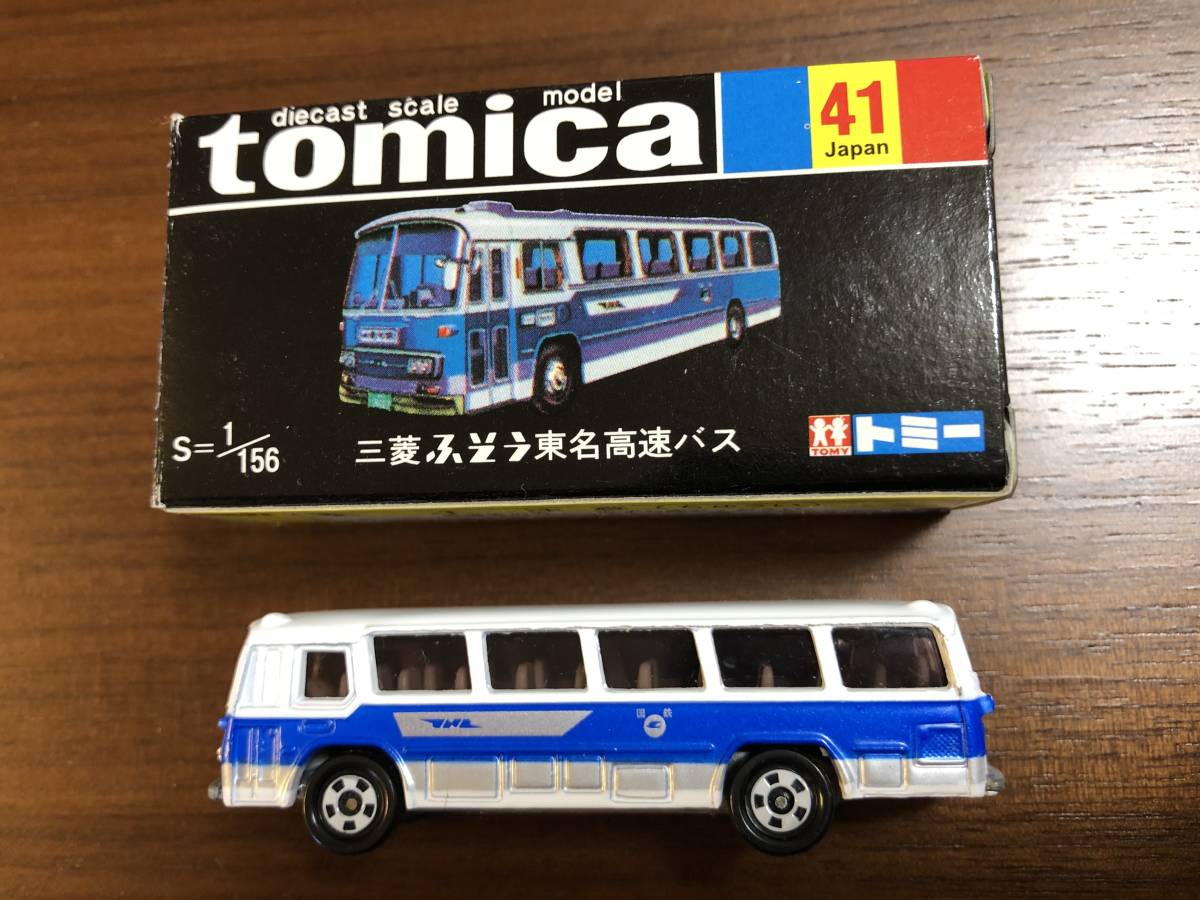 diecast scale model
tomica
41
Japan
S=1/156
三菱ふそう東名高速バス
TOMY
トミー
国鉄